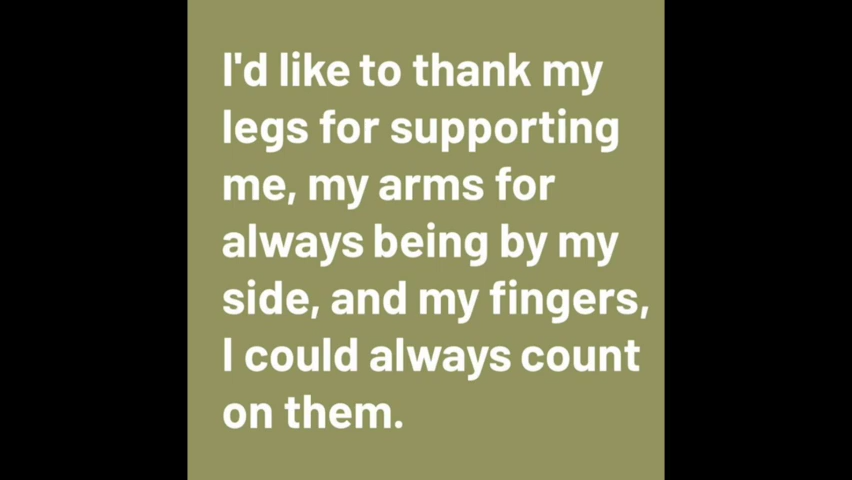 I'd like to thank my
legs for supporting
me, my arms for
always being by my
side, and my fingers,
I could always count
on them.